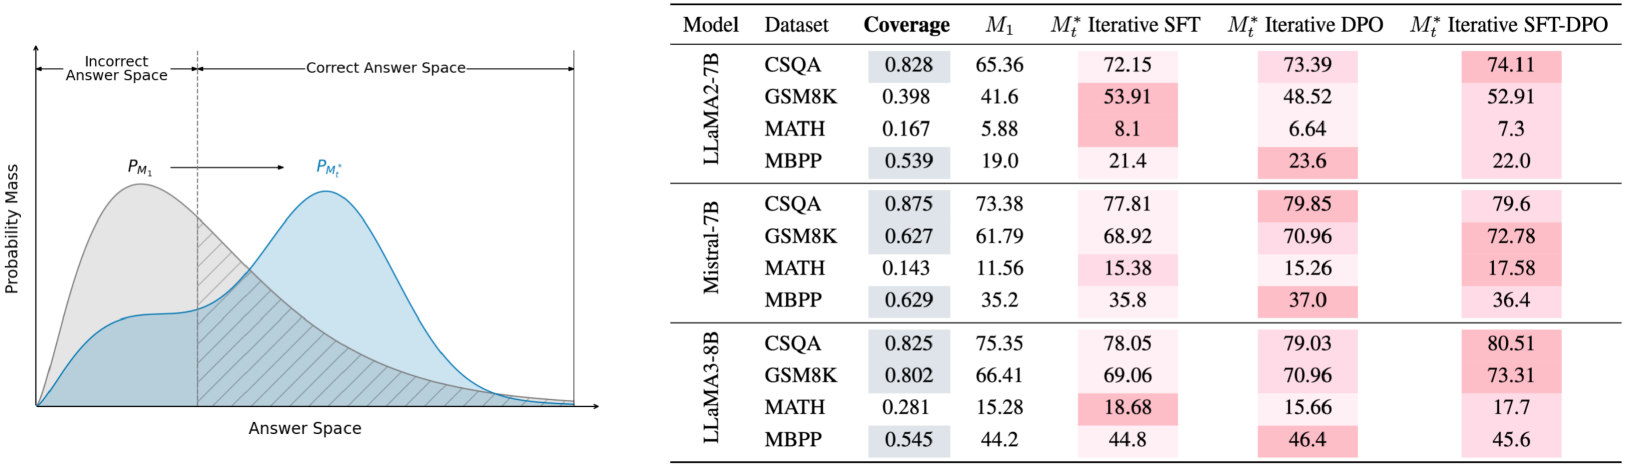 Incorrect
Answer Space
Correct Answer Space
P_{M_1}
P_{M_t^*}
Probability Mass
Answer Space
Model Dataset Coverage M_1 M_t^* Iterative SFT M_t^* Iterative DPO M_t^* Iterative SFT-DPO
LLaMA2-7B
CSQA 0.828 65.36 72.15 73.39 74.11
GSM8K 0.398 41.6 53.91 48.52 52.91
MATH 0.167 5.88 8.1 6.64 7.3
MBPP 0.539 19.0 21.4 23.6 22.0
Mistral-7B
CSQA 0.875 73.38 77.81 79.85 79.6
GSM8K 0.627 61.79 68.92 70.96 72.78
MATH 0.143 11.56 15.38 15.26 17.58
MBPP 0.629 35.2 35.8 37.0 36.4
LLaMA3-8B
CSQA 0.825 75.35 78.05 79.03 80.51
GSM8K 0.802 66.41 69.06 70.96 73.31
MATH 0.281 15.28 18.68 15.66 17.7
MBPP 0.545 44.2 44.8 46.4 45.6